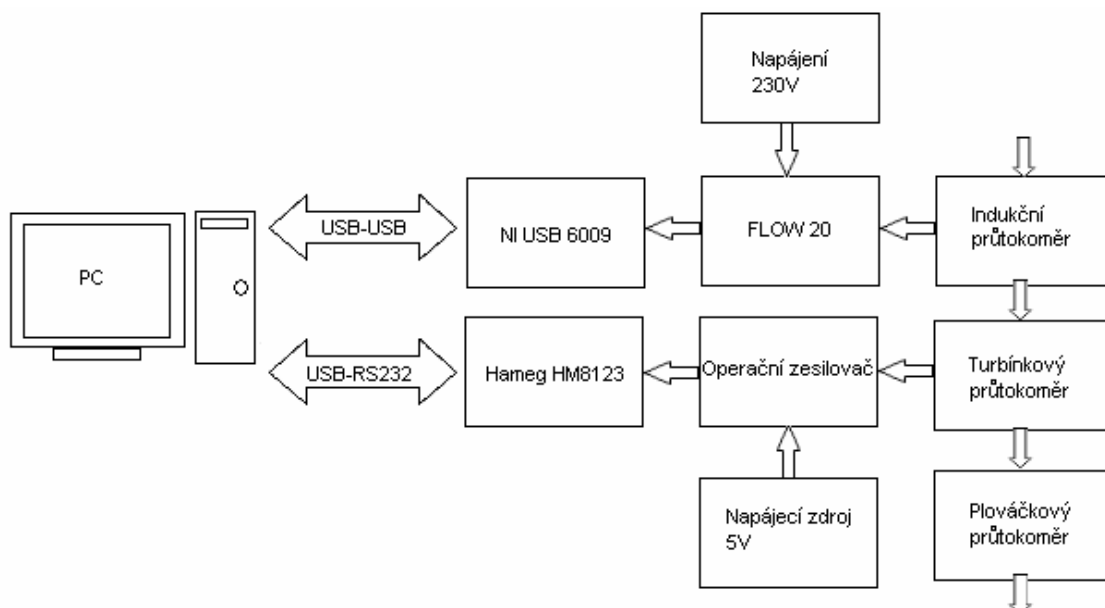 Napájení
230V
PC
USB-USB
NI USB 6009
FLOW 20
Indukční
průtokoměr
USB-RS232
Hameg HM8123
Operační zesilovač
Turbínkový
průtokoměr
Napájecí zdroj
5V
Plováčkový
průtokoměr